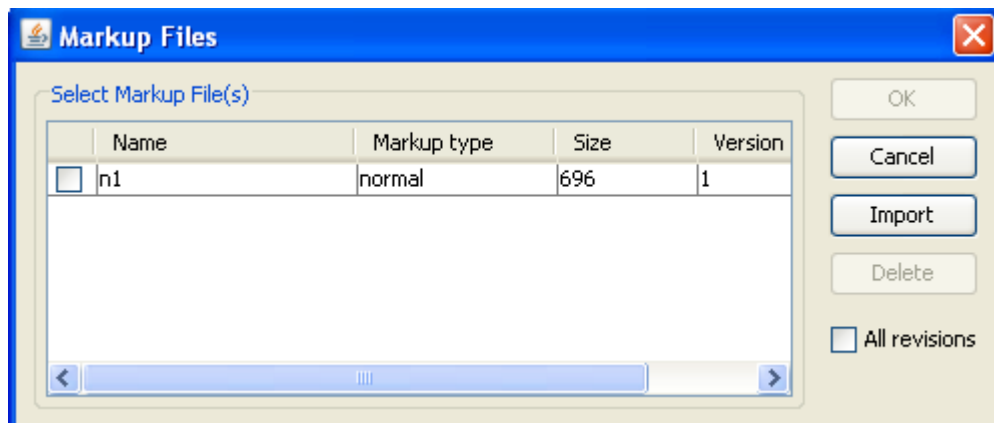 Markup Files
Select Markup File(s)
Name Markup type Size Version
n1 normal 696 1
OK
Cancel
Import
Delete
All revisions